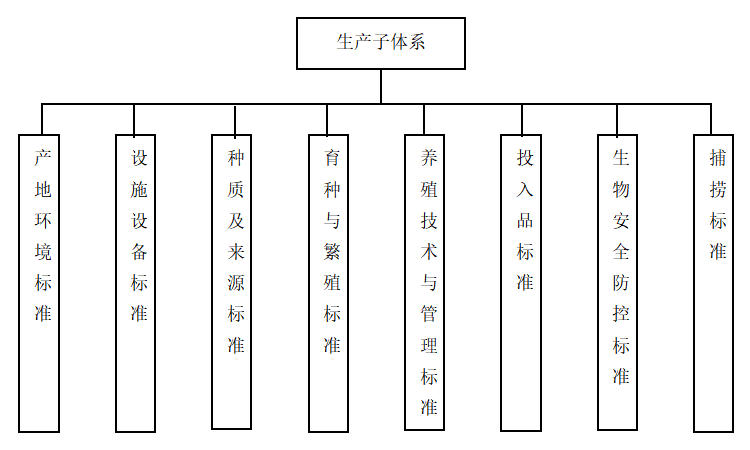 生产子体系
产地环境标准
设施设备标准
种质及来源标准
育种与繁殖标准
养殖技术与管理标准
投入品标准
生物安全防控标准
捕捞标准